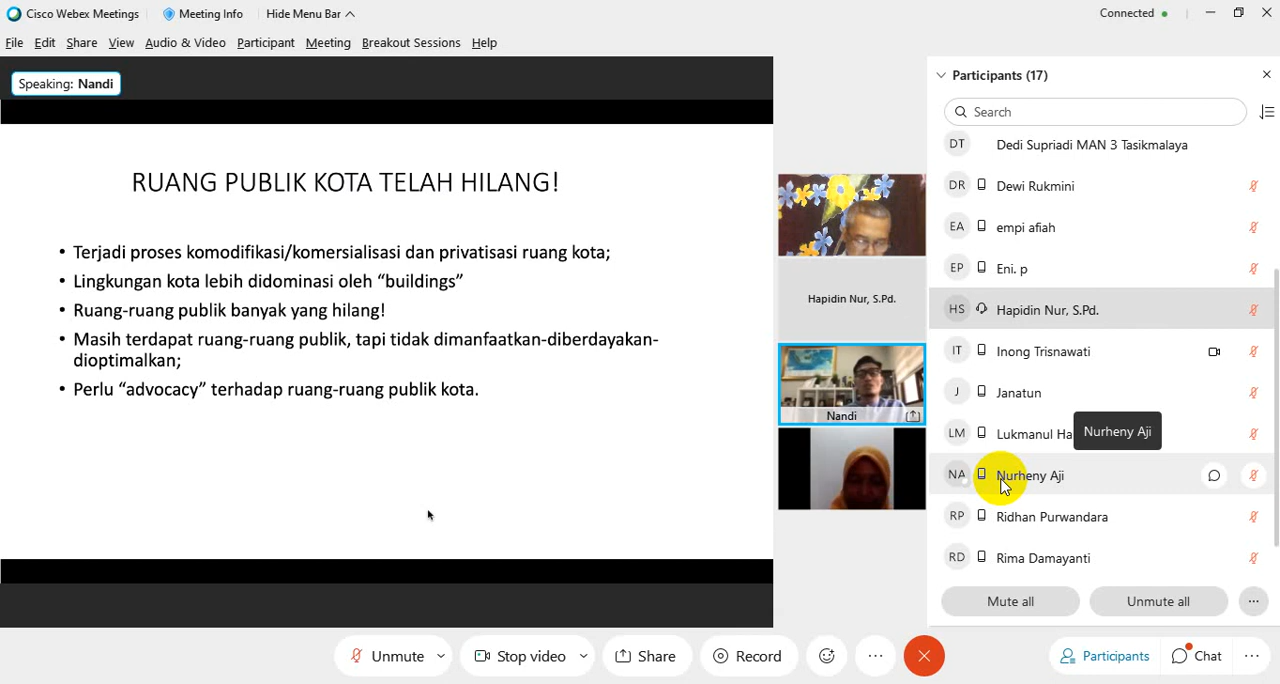 Cisco Webex Meetings
Meeting Info
Hide Menu Bar
Connected
File Edit Share View Audio & Video Participant Meeting Breakout Sessions Help
Speaking: Nandi
RUANG PUBLIK KOTA TELAH HILANG!
• Terjadi proses komodifikasi/komersialisasi dan privatisasi ruang kota;
• Lingkungan kota lebih didominasi oleh “buildings”
• Ruang-ruang publik banyak yang hilang!
• Masih terdapat ruang-ruang publik, tapi tidak dimanfaatkan-diberdayakan-
dioptimalkan;
• Perlu “advocacy” terhadap ruang-ruang publik kota.
Hapidin Nur, S.Pd.
Nandi
Participants (17)
Search
DT Dedi Supriadi MAN 3 Tasikmalaya
DR Dewi Rukmini
EA empi afiah
EP Eni. p
HS Hapidin Nur, S.Pd.
IT Inong Trisnawati
J Janatun
LM Lukmanul Ha
Nurheny Aji
NA Nurheny Aji
RP Ridhan Purwandara
RD Rima Damayanti
Mute all
Unmute all
Unmute
Stop video
Share
Record
Participants
Chat